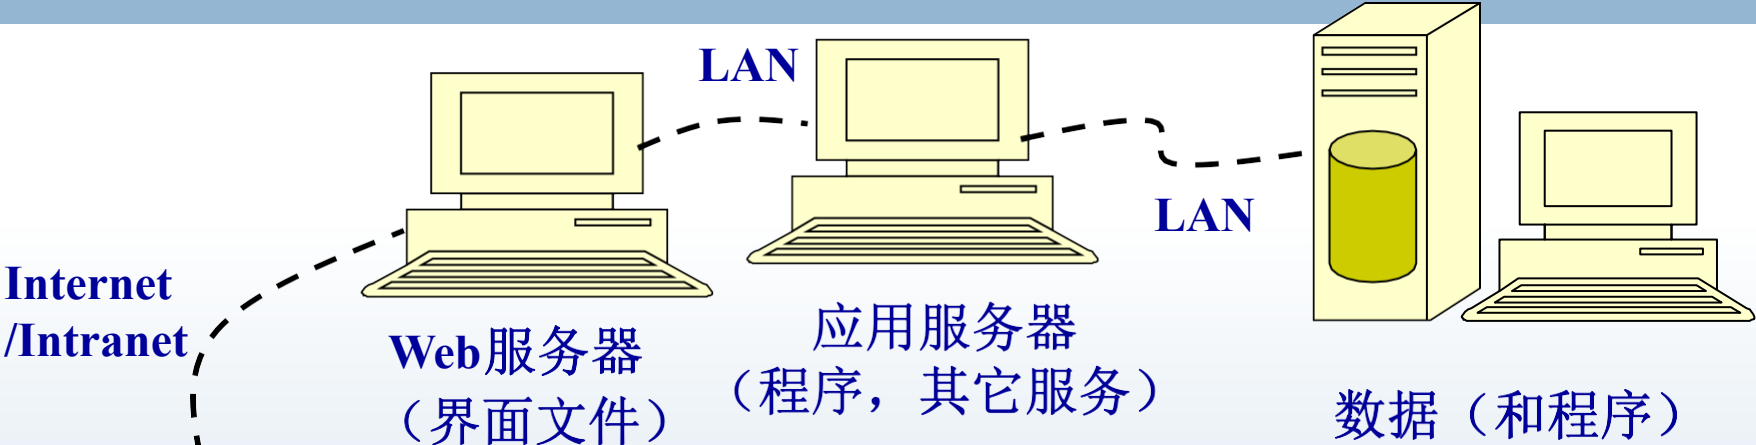 LAN
LAN
Internet
/Intranet
Web服务器
（界面文件）
应用服务器
（程序，其它服务）
数据（和程序）